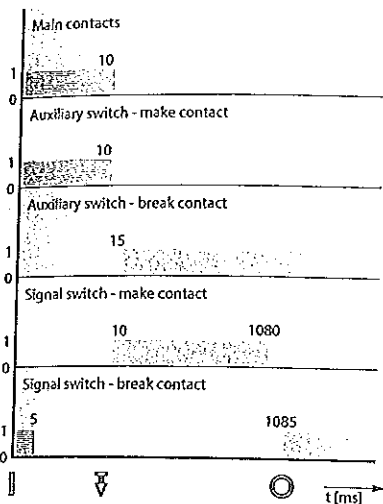 Main contacts
10
1
0
Auxiliary switch - make contact
10
1
0
Auxiliary switch - break contact
15
1
0
Signal switch - make contact
10 1080
1
0
Signal switch - break contact
5 1085
1
0
t [ms]